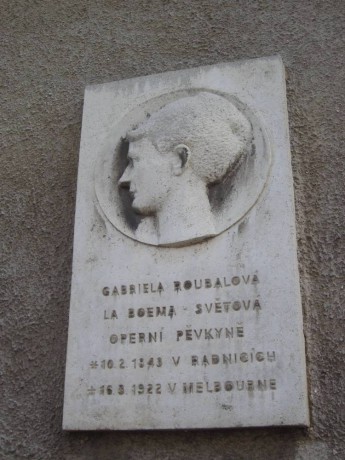 GABRIELA ROUBALOVÁ
LA BOEMA - SVĚTOVÁ
OPERNÍ PĚVKYNĚ
*10.2.1843 V RADNICÍCH
*16.8.1922 V MELBOURNE